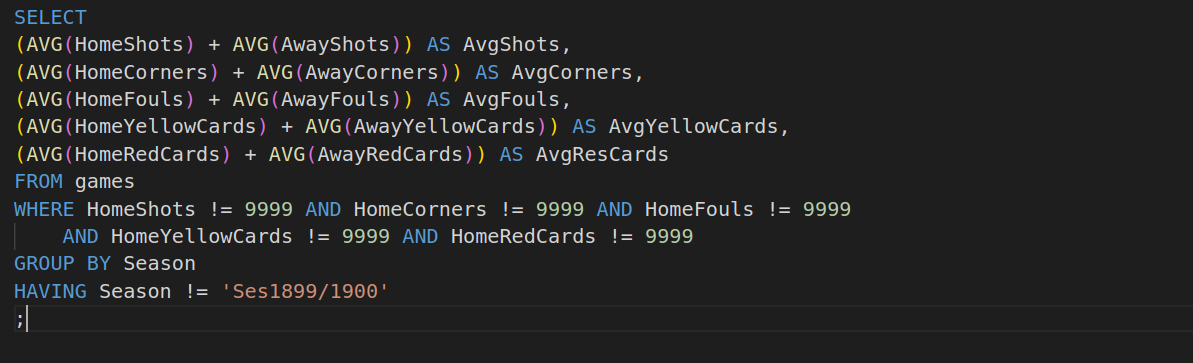 SELECT
(AVG(HomeShots) + AVG(AwayShots)) AS AvgShots,
(AVG(HomeCorners) + AVG(AwayCorners)) AS AvgCorners,
(AVG(HomeFouls) + AVG(AwayFouls)) AS AvgFouls,
(AVG(HomeYellowCards) + AVG(AwayYellowCards)) AS AvgYellowCards,
(AVG(HomeRedCards) + AVG(AwayRedCards)) AS AvgResCards
FROM games
WHERE HomeShots != 9999 AND HomeCorners != 9999 AND HomeFouls != 9999
    AND HomeYellowCards != 9999 AND HomeRedCards != 9999
GROUP BY Season
HAVING Season != 'Ses1899/1900'
;